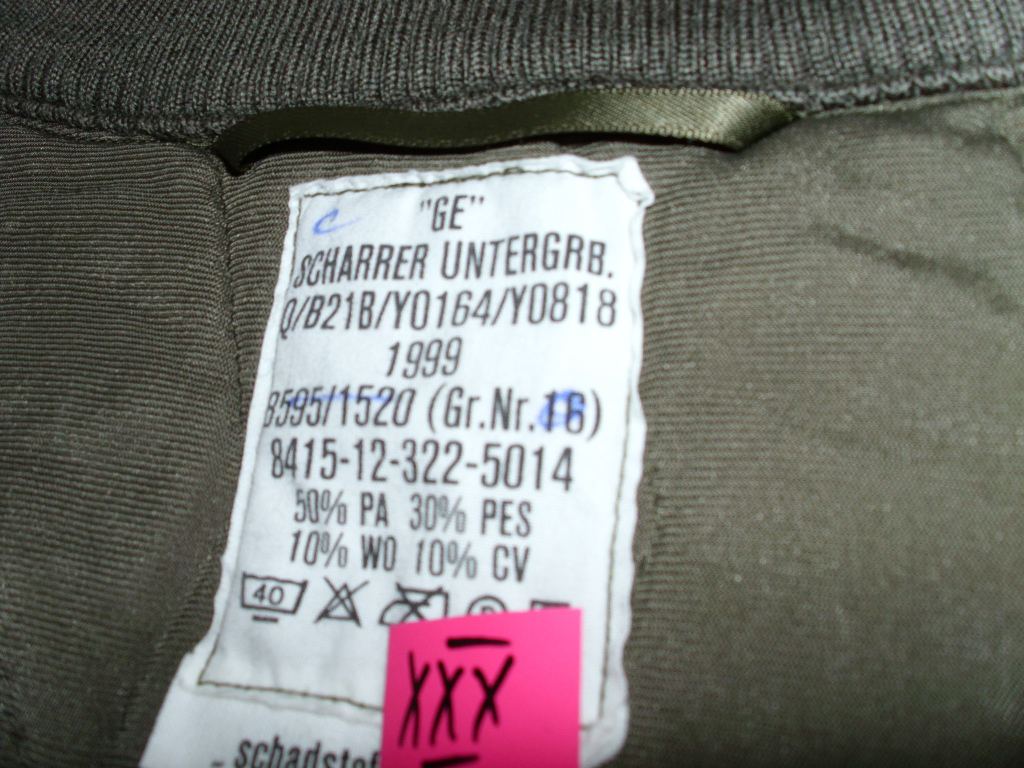 C
"GE"
SCHARRER UNTERGRB.
Q/B21B/Y0164/Y0818
1999
8595/1520 (Gr.Nr.16)
8415-12-322-5014
50% PA 30% PES
10% WO 10% CV
40
P
XXX
- schadstof